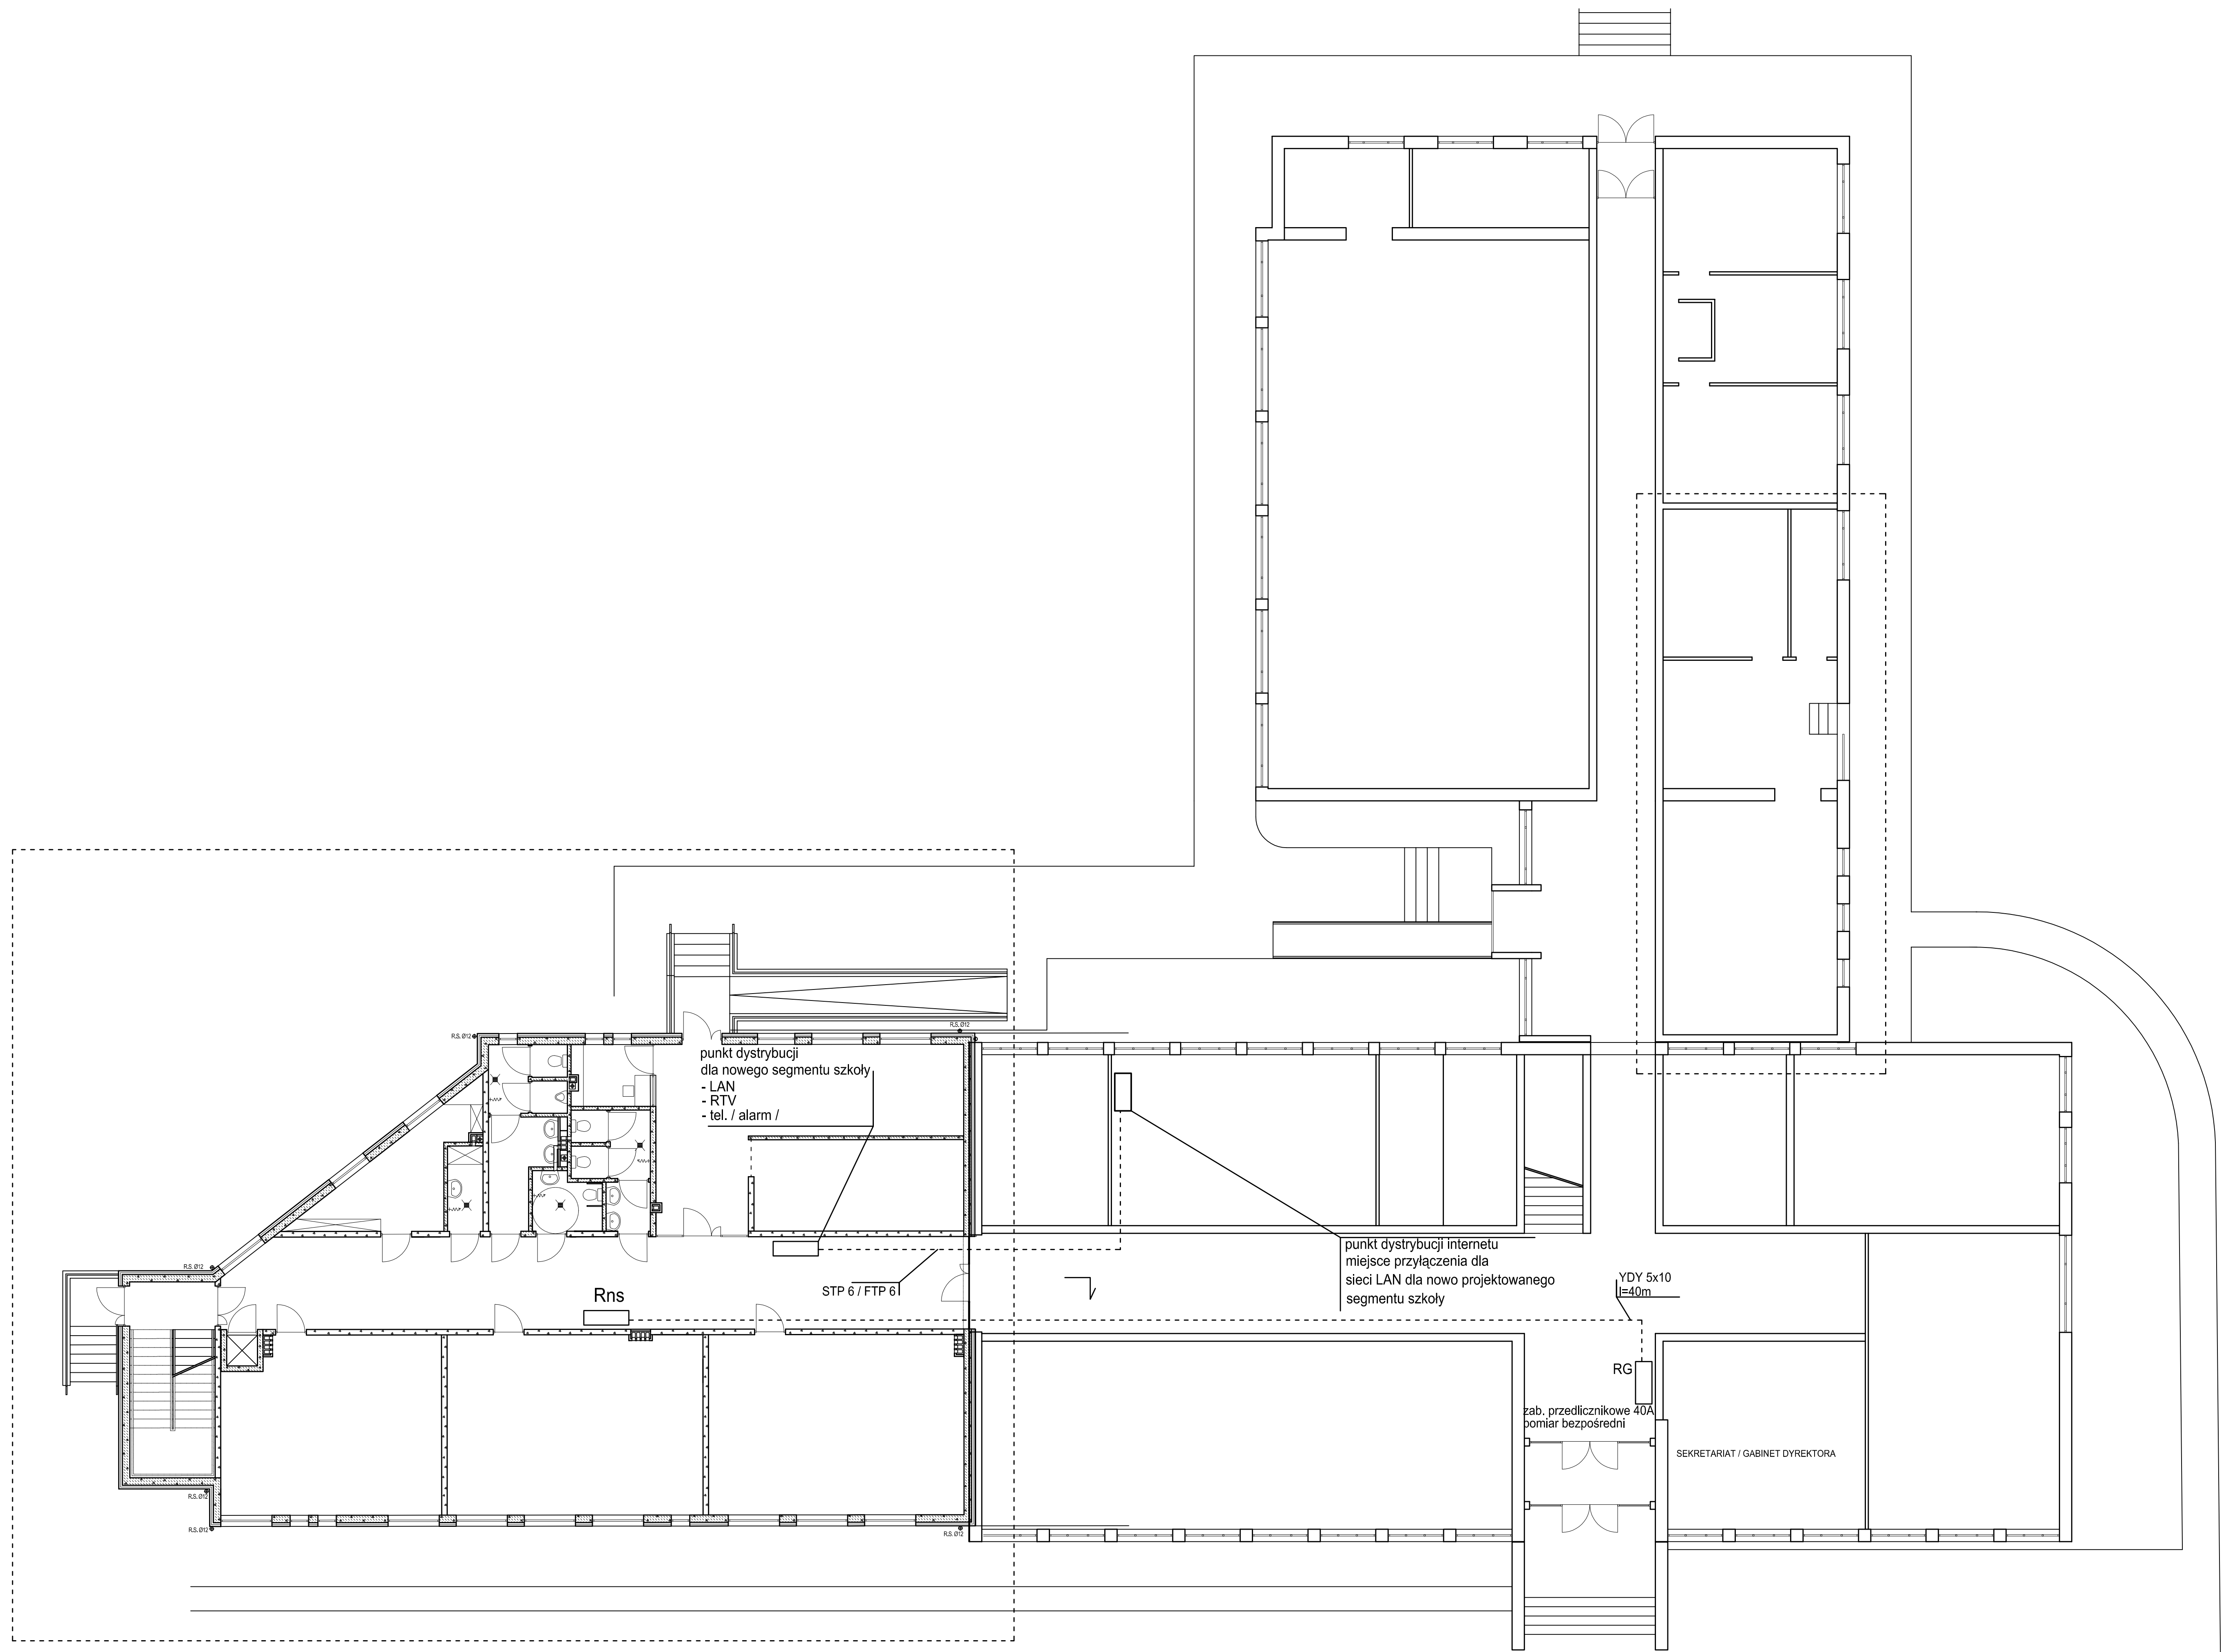 R.S. Ø12
R.S. Ø12
punkt dystrybucji
dla nowego segmentu szkoły
- LAN
- RTV
- tel. / alarm /
R.S. Ø12
STP 6 / FTP 6
Rns
punkt dystrybucji internetu
miejsce przyłączenia dla
sieci LAN dla nowo projektowanego
segmentu szkoły
YDY 5x10
l=40m
RG
zab. przedlicznikowe 40A
pomiar bezpośredni
SEKRETARIAT / GABINET DYREKTORA
R.S. Ø12
R.S. Ø12
R.S. Ø12